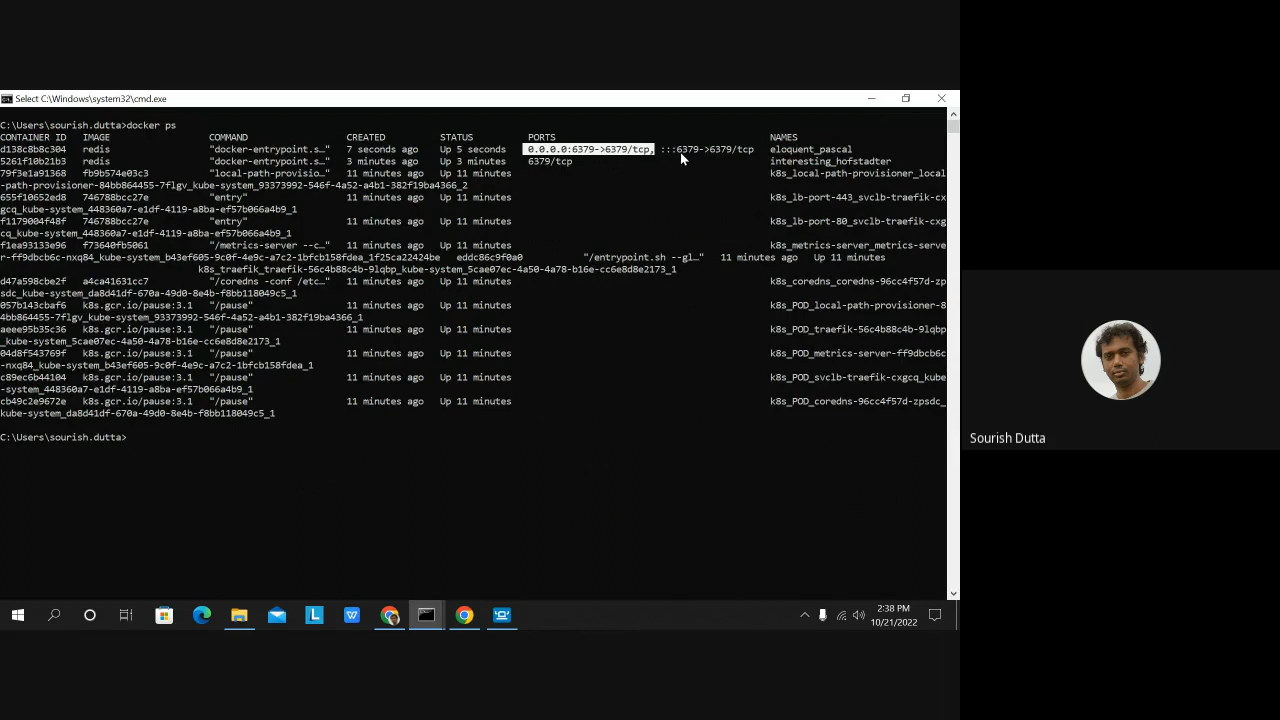 Select C:\Windows\system32\cmd.exe
C:\Users\sourish.dutta>docker ps
CONTAINER ID IMAGE COMMAND CREATED STATUS PORTS NAMES
d138c8b8c304 redis "docker-entrypoint.s…" 7 seconds ago Up 5 seconds 0.0.0.0:6379->6379/tcp, :::6379->6379/tcp eloquent_pascal
5261f10b21b3 redis "docker-entrypoint.s…" 3 minutes ago Up 3 minutes 6379/tcp interesting_hofstadter
79f3e1a91368 fb9b574e03c3 "local-path-provisio…" 11 minutes ago Up 11 minutes k8s_local-path-provisioner_local
-path-provisioner-84bb864455-7flgv_kube-system_93373992-546f-4a52-a4b1-382f19ba4366_2
655f10652ed8 746788bcc27e "entry" 11 minutes ago Up 11 minutes k8s_lb-port-443_svclb-traefik-cx
gcq_kube-system_448360c7-e1df-4119-a8ba-ef57b066a4b9_1
f1179004f48f 746788bcc27e "entry" 11 minutes ago Up 11 minutes k8s_lb-port-80_svclb-traefik-cxg
cq_kube-system_448360c7-e1df-4119-a8ba-ef57b066a4b9_1
f1ea93133e96 f73640fb5061 "/metrics-server --c…" 11 minutes ago Up 11 minutes k8s_metrics-server_metrics-serve
r-ff9dbcb6c-nxq84_kube-system_b43ef605-9c0f-4e9c-a7c2-1bfcb158fdea_1f25ca22424be eddc86c9f0a0 "/entrypoint.sh --gl…" 11 minutes ago Up 11 minutes
k8s_traefik_traefik-56c4b88c4b-9lqbp_kube-system_5cae07ec-4a50-4a78-b16e-cc6e8d8e2173_1
d47a598cbe2f a4ca41631cc7 "/coredns -conf /etc…" 11 minutes ago Up 11 minutes k8s_coredns_coredns-96cc4f57d-zp
sdc_kube-system_da8d41df-670a-49d0-8e4b-f8bb118049c5_1
057b143cbaf6 k8s.gcr.io/pause:3.1 "/pause" 11 minutes ago Up 11 minutes k8s_POD_local-path-provisioner-8
4bb864455-7flgv_kube-system_93373992-546f-4a52-a4b1-382f19ba4366_1
aeee95b35c36 k8s.gcr.io/pause:3.1 "/pause" 11 minutes ago Up 11 minutes k8s_POD_traefik-56c4b88c4b-9lqbp
_kube-system_5cae07ec-4a50-4a78-b16e-cc6e8d8e2173_1
04d8f543769f k8s.gcr.io/pause:3.1 "/pause" 11 minutes ago Up 11 minutes k8s_POD_metrics-server-ff9dbcb6c
-nxq84_kube-system_b43ef605-9c0f-4e9c-a7c2-1bfcb158fdea_1
c89ec6b44104 k8s.gcr.io/pause:3.1 "/pause" 11 minutes ago Up 11 minutes k8s_POD_svclb-traefik-cxgcq_kube
-system_448360c7-e1df-4119-a8ba-ef57b066a4b9_1
cb49c2e9672e k8s.gcr.io/pause:3.1 "/pause" 11 minutes ago Up 11 minutes k8s_POD_coredns-96cc4f57d-zpsdc_
kube-system_da8d41df-670a-49d0-8e4b-f8bb118049c5_1
C:\Users\sourish.dutta>
Sourish Dutta
2:38 PM
10/21/2022